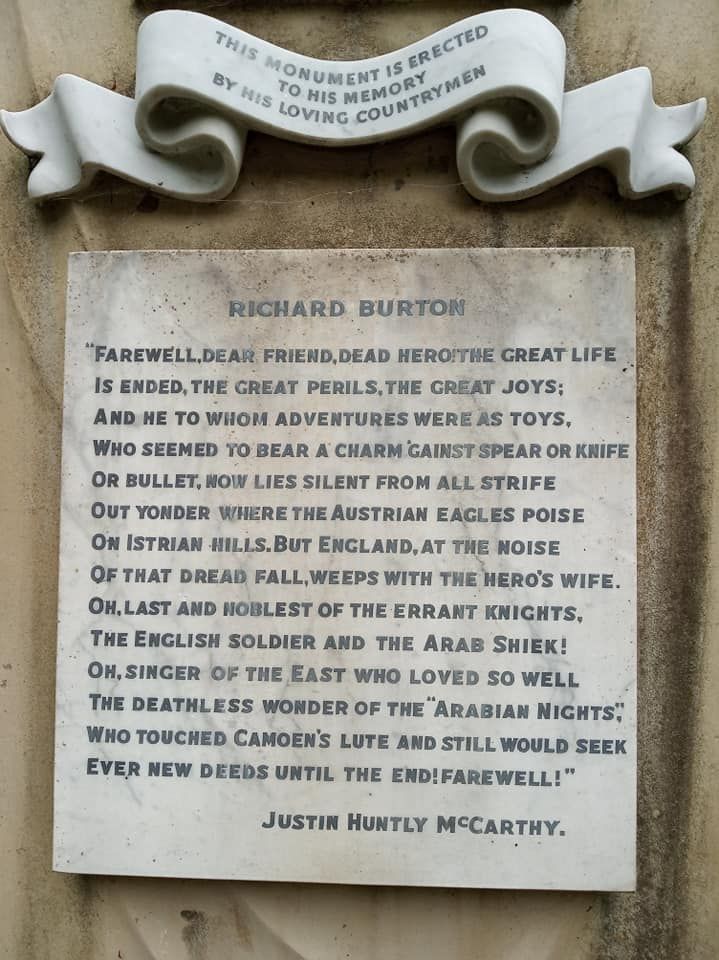 THIS MONUMENT IS ERECTED
TO HIS MEMORY
BY HIS LOVING COUNTRYMEN
RICHARD BURTON
"FAREWELL, DEAR FRIEND, DEAD HERO! THE GREAT LIFE
IS ENDED, THE GREAT PERILS, THE GREAT JOYS;
AND HE TO WHOM ADVENTURES WERE AS TOYS,
WHO SEEMED TO BEAR A CHARM 'GAINST SPEAR OR KNIFE
OR BULLET, NOW LIES SILENT FROM ALL STRIFE
OUT YONDER WHERE THE AUSTRIAN EAGLES POISE
ON ISTRIAN HILLS. BUT ENGLAND, AT THE NOISE
OF THAT DREAD FALL, WEEPS WITH THE HERO'S WIFE.
OH, LAST AND NOBLEST OF THE ERRANT KNIGHTS,
THE ENGLISH SOLDIER AND THE ARAB SHIEK!
OH, SINGER OF THE EAST WHO LOVED SO WELL
THE DEATHLESS WONDER OF THE "ARABIAN NIGHTS",
WHO TOUCHED CAMOEN'S LUTE AND STILL WOULD SEEK
EVER NEW DEEDS UNTIL THE END! FAREWELL!"
JUSTIN HUNTLY McCARTHY.